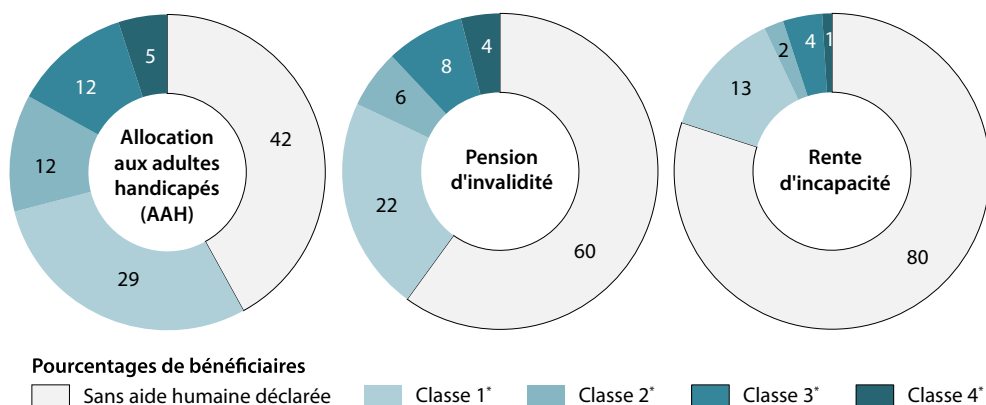 5
12
42
12
29
Allocation
aux adultes
handicapés
(AAH)
4
8
6
22
60
Pension
d'invalidité
1
4
2
13
80
Rente
d'incapacité
Pourcentages de bénéficiaires
Sans aide humaine déclarée
Classe 1*
Classe 2*
Classe 3*
Classe 4*